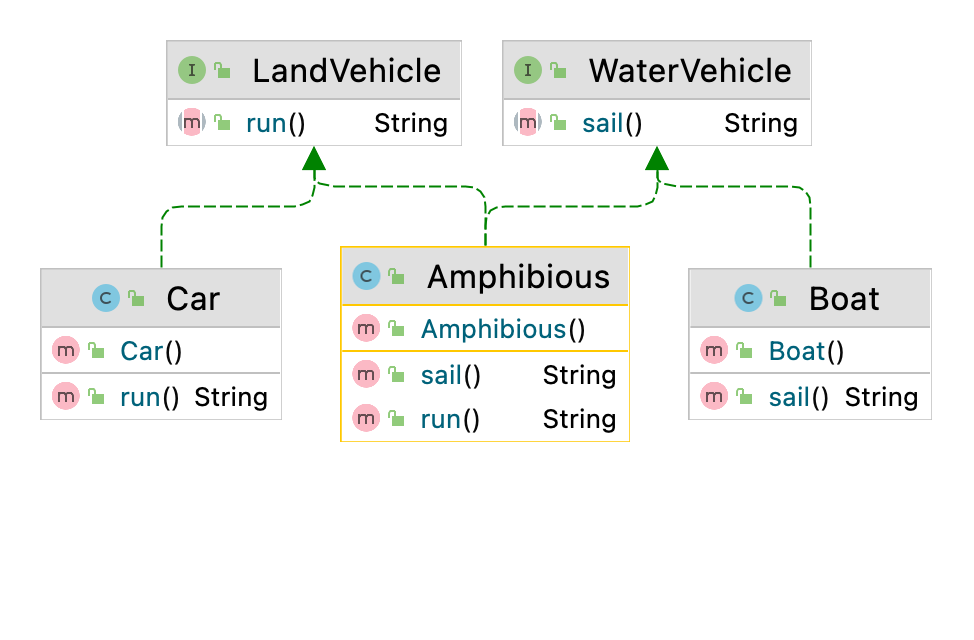 I LandVehicle
m run() String
I WaterVehicle
m sail() String
C Car
m Car()
m run() String
C Amphibious
m Amphibious()
m sail() String
m run() String
C Boat
m Boat()
m sail() String